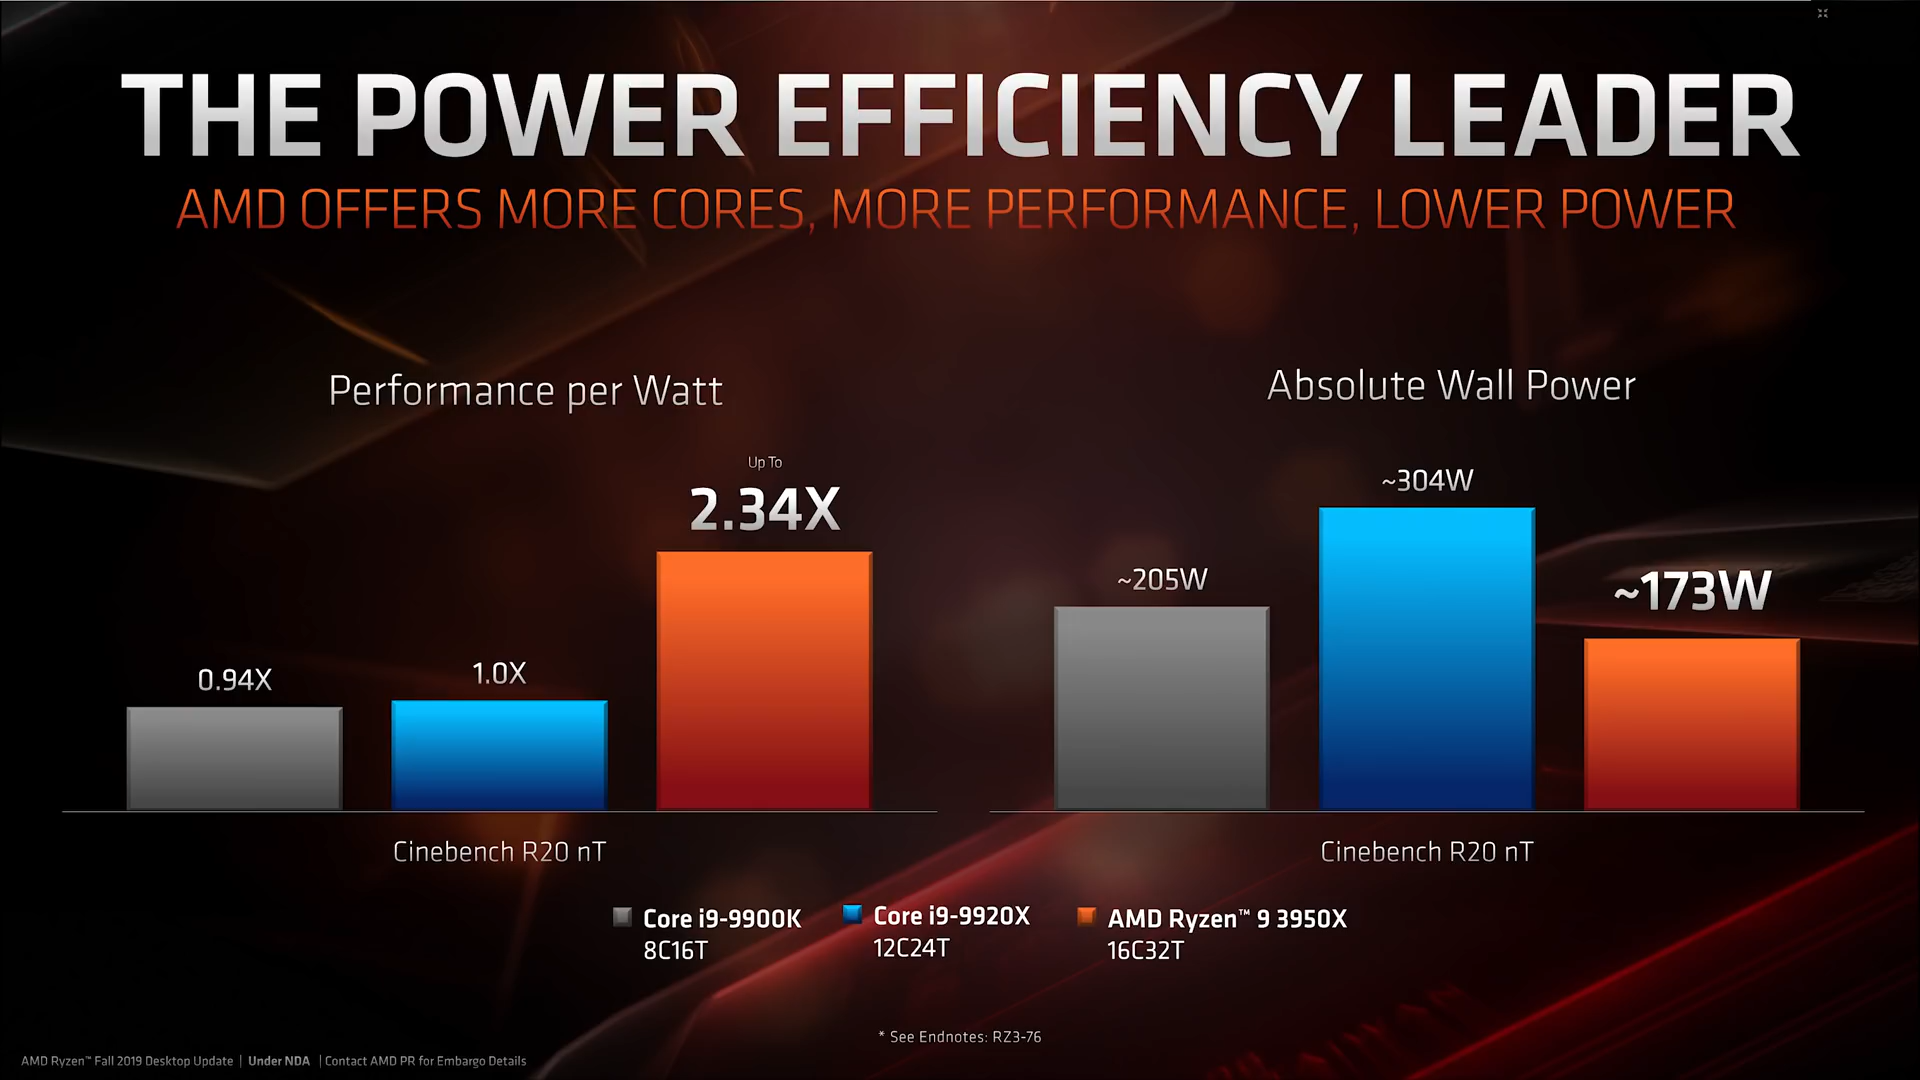 THE POWER EFFICIENCY LEADER
AMD OFFERS MORE CORES, MORE PERFORMANCE, LOWER POWER
Performance per Watt
Up To
2.34X
0.94X
1.0X
Cinebench R20 nT
Absolute Wall Power
~205W
~304W
~173W
Cinebench R20 nT
Core i9-9900K
8C16T
Core i9-9920X
12C24T
AMD Ryzen™ 9 3950X
16C32T
* See Endnotes: RZ3-76
AMD Ryzen™ Fall 2019 Desktop Update | Under NDA | Contact AMD PR for Embargo Details